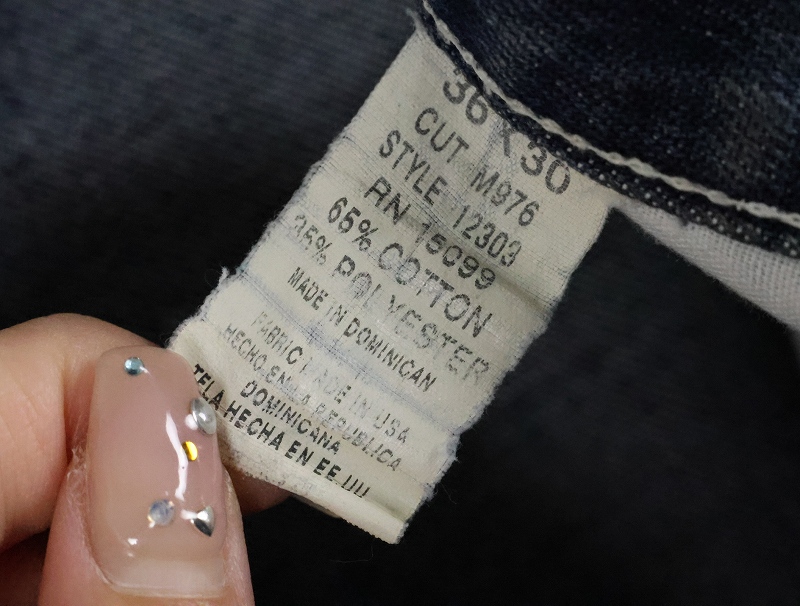 36 x 30
CUT M976
STYLE 12303
RN 15099
65% COTTON
35% POLYESTER
MADE IN DOMINICAN
FABRIC MADE IN USA
HECHO EN LA REPUBLICA
DOMINICANA
TELA HECHA EN EE.UU